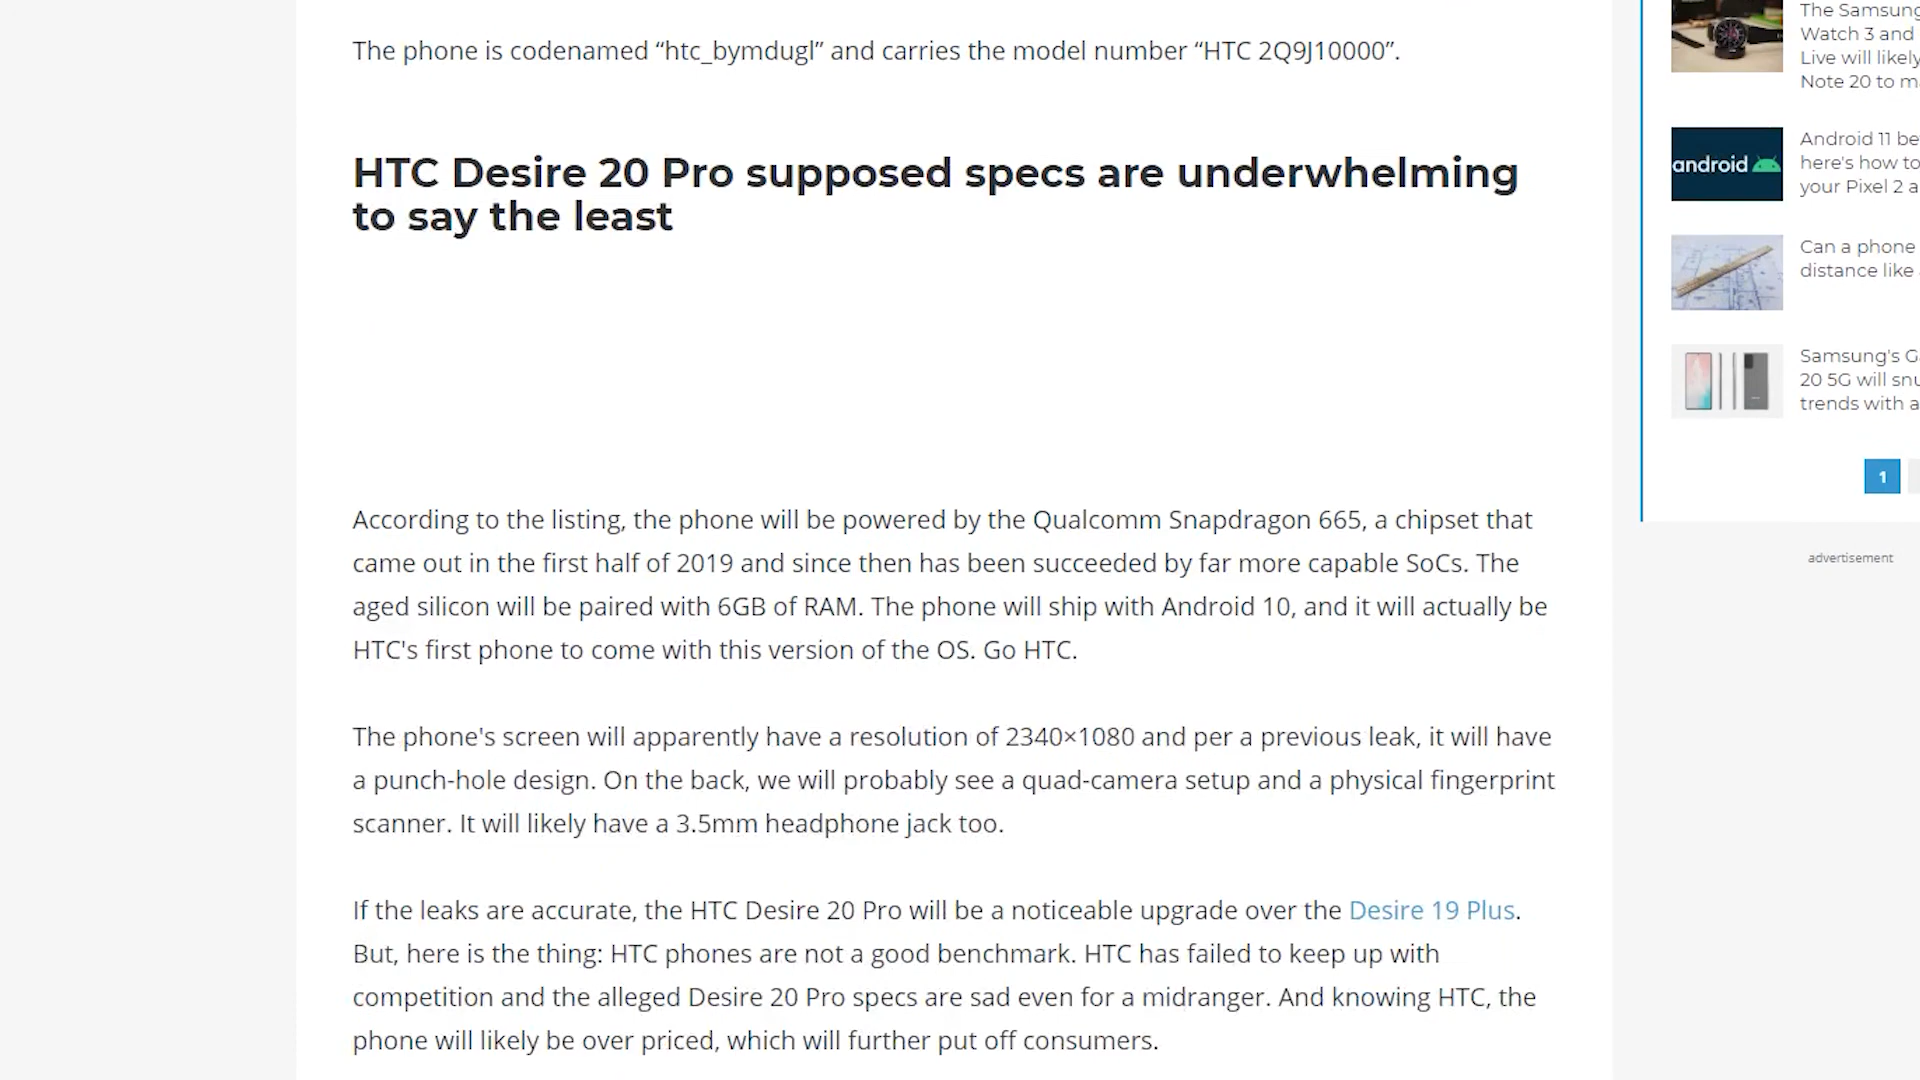 The phone is codenamed “htc_bymdugl” and carries the model number “HTC 2Q9J10000”.
HTC Desire 20 Pro supposed specs are underwhelming
to say the least
According to the listing, the phone will be powered by the Qualcomm Snapdragon 665, a chipset that
came out in the first half of 2019 and since then has been succeeded by far more capable SoCs. The
aged silicon will be paired with 6GB of RAM. The phone will ship with Android 10, and it will actually be
HTC's first phone to come with this version of the OS. Go HTC.
The phone's screen will apparently have a resolution of 2340×1080 and per a previous leak, it will have
a punch-hole design. On the back, we will probably see a quad-camera setup and a physical fingerprint
scanner. It will likely have a 3.5mm headphone jack too.
If the leaks are accurate, the HTC Desire 20 Pro will be a noticeable upgrade over the Desire 19 Plus.
But, here is the thing: HTC phones are not a good benchmark. HTC has failed to keep up with
competition and the alleged Desire 20 Pro specs are sad even for a midranger. And knowing HTC, the
phone will likely be over priced, which will further put off consumers.
The Samsung
Watch 3 and
Live will likely
Note 20 to m
android
Android 11 be
here's how to
your Pixel 2 a
Can a phone
distance like
Samsung's G
20 5G will snu
trends with a
1
advertisement